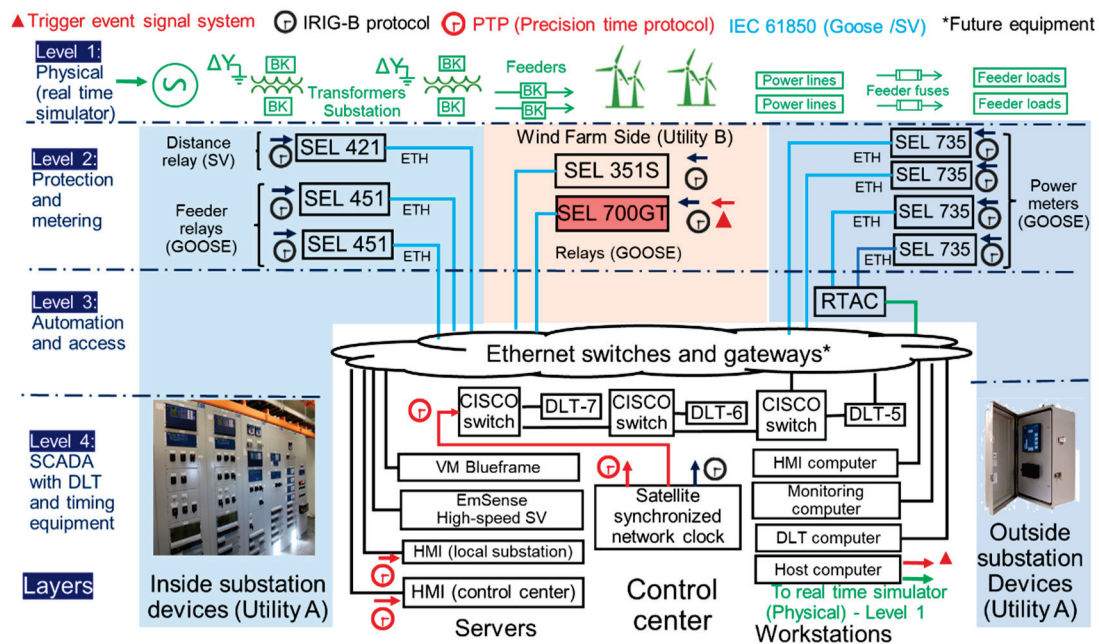 ▲Trigger event signal system
IRIG-B protocol
PTP (Precision time protocol)
IEC 61850 (Goose /SV)
*Future equipment
Level 1:
Physical
(real time
simulator)
S
ΔY
BK
BK
Transformers
Substation
ΔY
BK
BK
Feeders
BK
BK
Power lines
Power lines
Feeder fuses
Feeder loads
Feeder loads
Level 2:
Protection
and
metering
Distance
relay (SV)
SEL 421
ETH
Feeder
relays
(GOOSE)
SEL 451
ETH
SEL 451
ETH
Wind Farm Side (Utility B)
SEL 351S
SEL 700GT
Relays (GOOSE)
SEL 735
ETH
SEL 735
ETH
SEL 735
ETH
SEL 735
ETH
Power
meters
(GOOSE)
Level 3:
Automation
and access
RTAC
Ethernet switches and gateways*
Level 4:
SCADA
with DLT
and timing
equipment
CISCO
switch
DLT-7
CISCO
switch
DLT-6
CISCO
switch
DLT-5
VM Blueframe
EmSense
High-speed SV
HMI (local substation)
HMI (control center)
Servers
Satellite
synchronized
network clock
Control
center
HMI computer
Monitoring
computer
DLT computer
Host computer
To real time simulator
(Physical) - Level 1
Workstations
Layers
Inside substation
devices (Utility A)
Outside
substation
Devices
(Utility A)